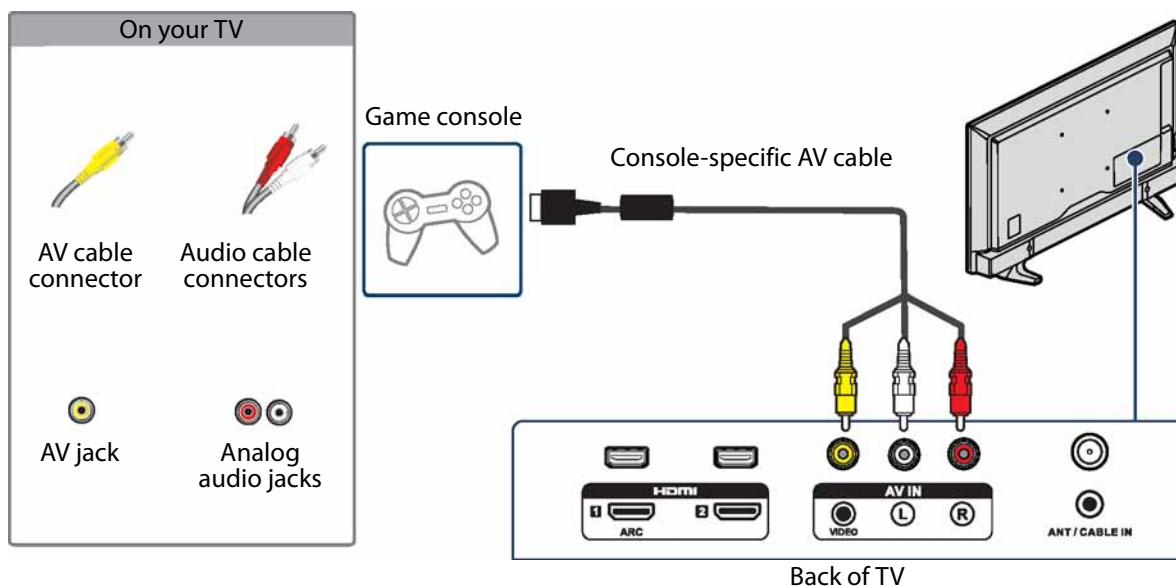 On your TV
AV cable
connector
Audio cable
connectors
AV jack
Analog
audio jacks
Game console
Console-specific AV cable
HDMI
1
ARC
2
AV IN
VIDEO
L
R
ANT / CABLE IN
Back of TV